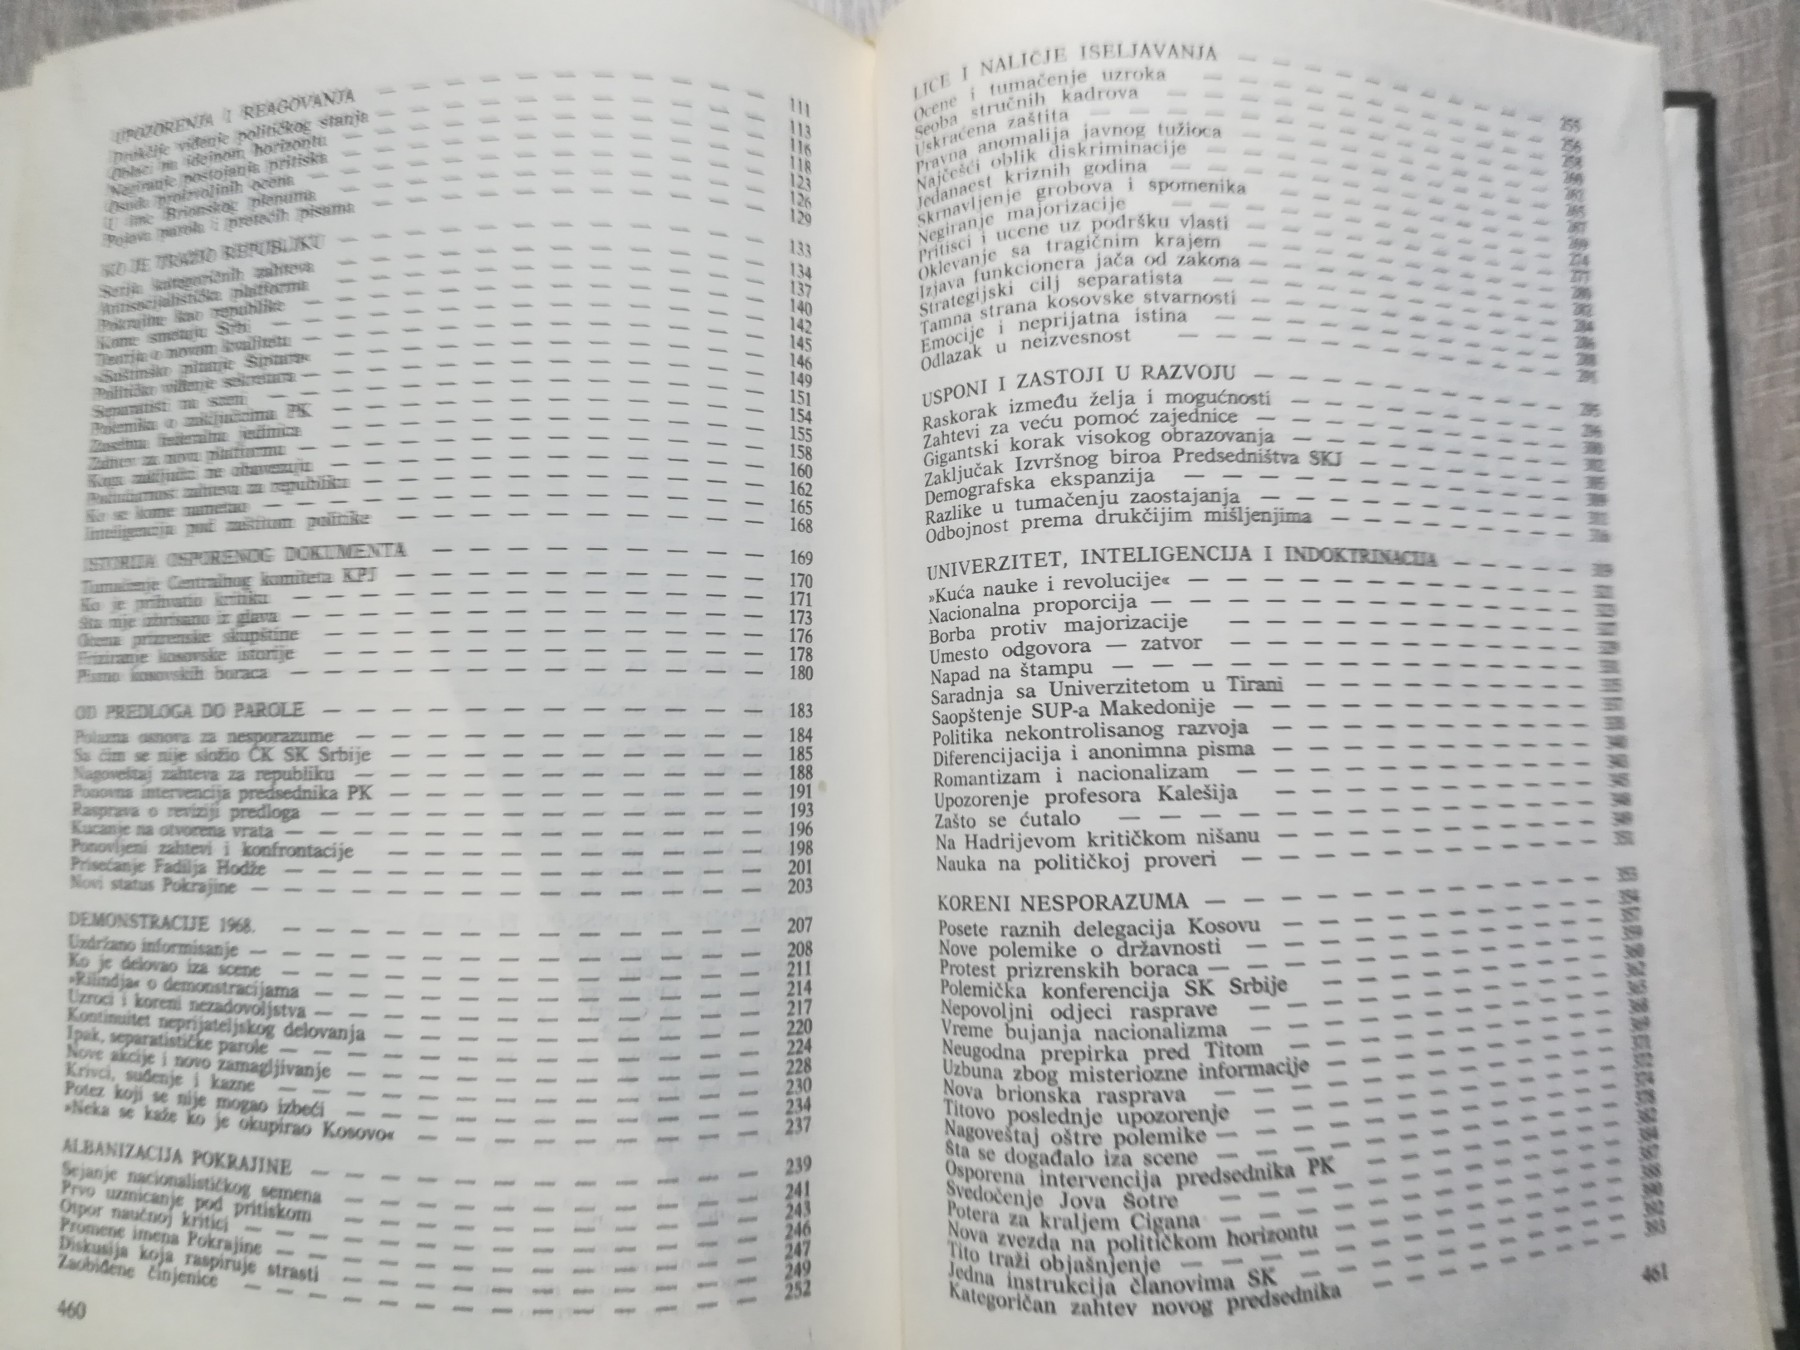 UPOZORENJA I REAGOVANJA — 111
Drukčije viđenje političkog stanja — 113
Oblaci na idejnom horizontu — 116
Negiranje postojanja pritiska — 118
Osuda proizvoljnih ocena — 123
U ime Brionskog plenuma — 126
Pojava parola i pretećih pisama — 129
KO JE TRAŽIO REPUBLIKU — 133
Serija kategoričnih zahteva — 134
Antisocijalistička platforma — 137
Pokrajine kao republike — 140
Kome smetaju Srbi — 142
Teorija o novom kvalitetu — 145
»Suštinsko pitanje Šiptara« — 146
Političko viđenje sekretara — 149
Separatisti na sceni — 151
Polemika o zaključcima PK — 154
Zasebna federalna jedinica — 155
Zahtev za novu platformu — 158
Koga zaključci ne obavezuju — 160
Postupnost zahteva za republiku — 162
Ko se kome nametao — 165
Inteligencija pod zaštitom politike — 168
ISTORIJA OSPORENOG DOKUMENTA — 169
Tumačenje Centralnog komiteta KPJ — 170
Ko je prihvatio kritiku — 171
Šta nije izbrisano iz glava — 173
Ocena prizrenske skupštine — 176
Friziranje kosovske istorije — 178
Pismo kosovskih boraca — 180
OD PREDLOGA DO PAROLE — 183
Polazna osnova za nesporazume — 184
Sa čim se nije složio CK SK Srbije — 185
Nagoveštaj zahteva za republiku — 188
Ponovna intervencija predsednika PK — 191
Rasprava o reviziji predloga — 193
Kucanje na otvorena vrata — 196
Ponovljeni zahtevi i konfrontacije — 198
Prisećanje Fadilja Hodže — 201
Novi status Pokrajine — 203
DEMONSTRACIJE 1968. — 207
Uzdržano informisanje — 208
Ko je delovao iza scene — 211
»Rilindja« o demonstracijama — 214
Uzroci i koreni nezadovoljstva — 217
Kontinuitet neprijateljskog delovanja — 220
Ipak, separatističke parole — 224
Nove akcije i novo zamagljivanje — 228
Krivci, suđenje i kazne — 230
Potez koji se nije mogao izbeći — 234
»Neka se kaže ko je okupirao Kosovo« — 237
ALBANIZACIJA POKRAJINE — 239
Sejanje nacionalističkog semena — 241
Prvo uzmicanje pod pritiskom — 243
Otpor naučnoj kritici — 246
Promene imena Pokrajine — 247
Diskusija koja raspiruje strasti — 249
Zaobiđene činjenice — 252
460
LICE I NALIČJE ISELJAVANJA — 255
Ocene i tumačenje uzroka — 256
Seoba stručnih kadrova — 258
Uskraćena zaštita —
Pravna anomalija javnog tužioca —
Najčešći oblik diskriminacije —
Jedanaest kriznih godina —
Skrnavljenje grobova i spomenika —
Negiranje majorizacije —
Pritisci i ucene uz podršku vlasti —
Oklevanje sa tragičnim krajem —
Izjava funkcionera jača od zakona —
Strategijski cilj separatista —
Tamna strana kosovske stvarnosti —
Emocije i neprijatna istina —
Odlazak u neizvesnost —
USPONI I ZASTOJI U RAZVOJU —
Raskorak između želja i mogućnosti —
Zahtevi za veću pomoć zajednice —
Gigantski korak visokog obrazovanja —
Zaključak Izvršnog biroa Predsedništva SKJ —
Demografska ekspanzija —
Razlike u tumačenju zaostajanja —
Odbojnost prema drukčijim mišljenjima —
UNIVERZITET, INTELIGENCIJA I INDOKTRINACIJA —
»Kuća nauke i revolucije« —
Nacionalna proporcija —
Borba protiv majorizacije —
Umesto odgovora — zatvor —
Napad na štampu —
Saradnja sa Univerzitetom u Tirani —
Saopštenje SUP-a Makedonije —
Politika nekontrolisanog razvoja —
Diferencijacija i anonimna pisma —
Romantizam i nacionalizam —
Upozorenje profesora Kalešija —
Zašto se ćutalo —
Na Hadrijevom kritičkom nišanu —
Nauka na političkoj proveri —
KORENI NESPORAZUMA —
Posete raznih delegacija Kosovu —
Nove polemike o državnosti —
Protest prizrenskih boraca —
Polemička konferencija SK Srbije —
Nepovoljni odjeci rasprave —
Vreme bujanja nacionalizma —
Neugodna prepirka pred Titom —
Uzbuna zbog misteriozne informacije —
Nova brionska rasprava —
Titovo poslednje upozorenje —
Nagoveštaj oštre polemike —
Šta se događalo iza scene —
Osporena intervencija predsednika PK —
Svedočenje Jova Šotre —
Potera za kraljem Cigana —
Nova zvezda na političkom horizontu —
Tito traži objašnjenje —
Jedna instrukcija članovima SK —
Kategoričan zahtev novog predsednika —
461